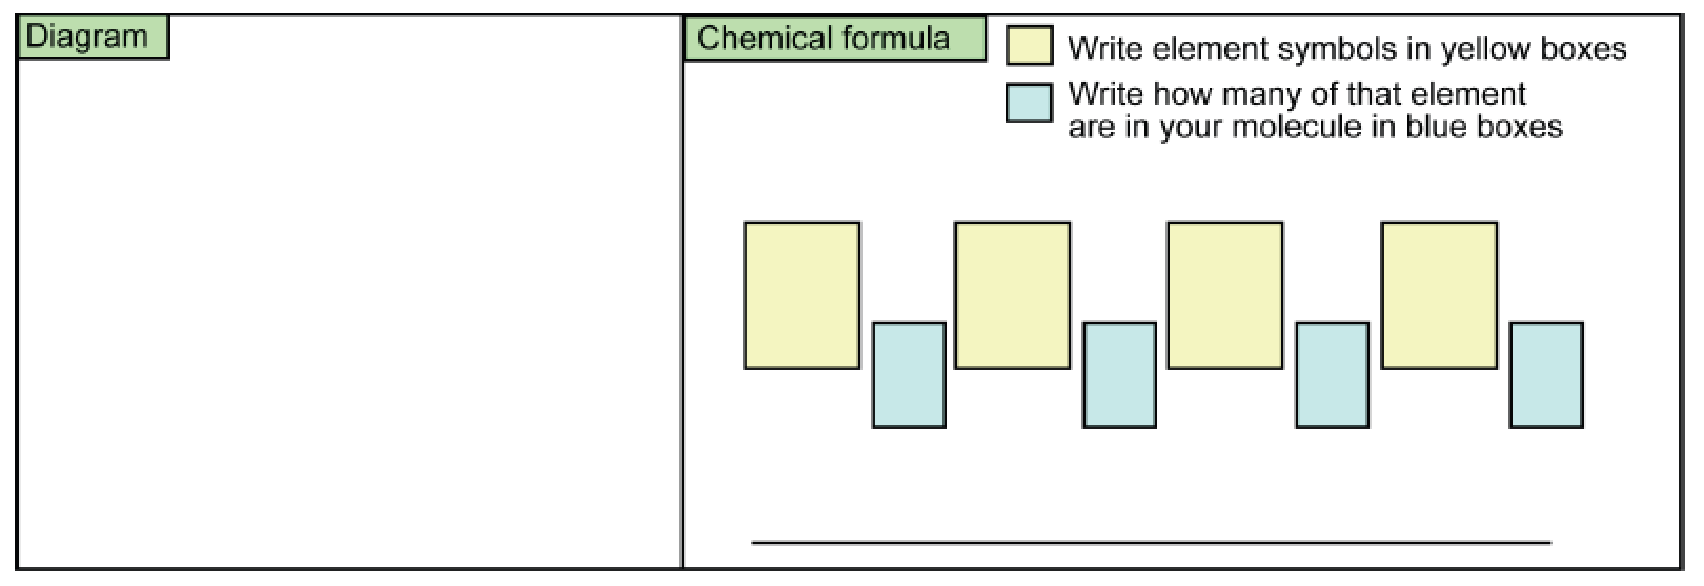 Diagram
Chemical formula
Write element symbols in yellow boxes
Write how many of that element
are in your molecule in blue boxes